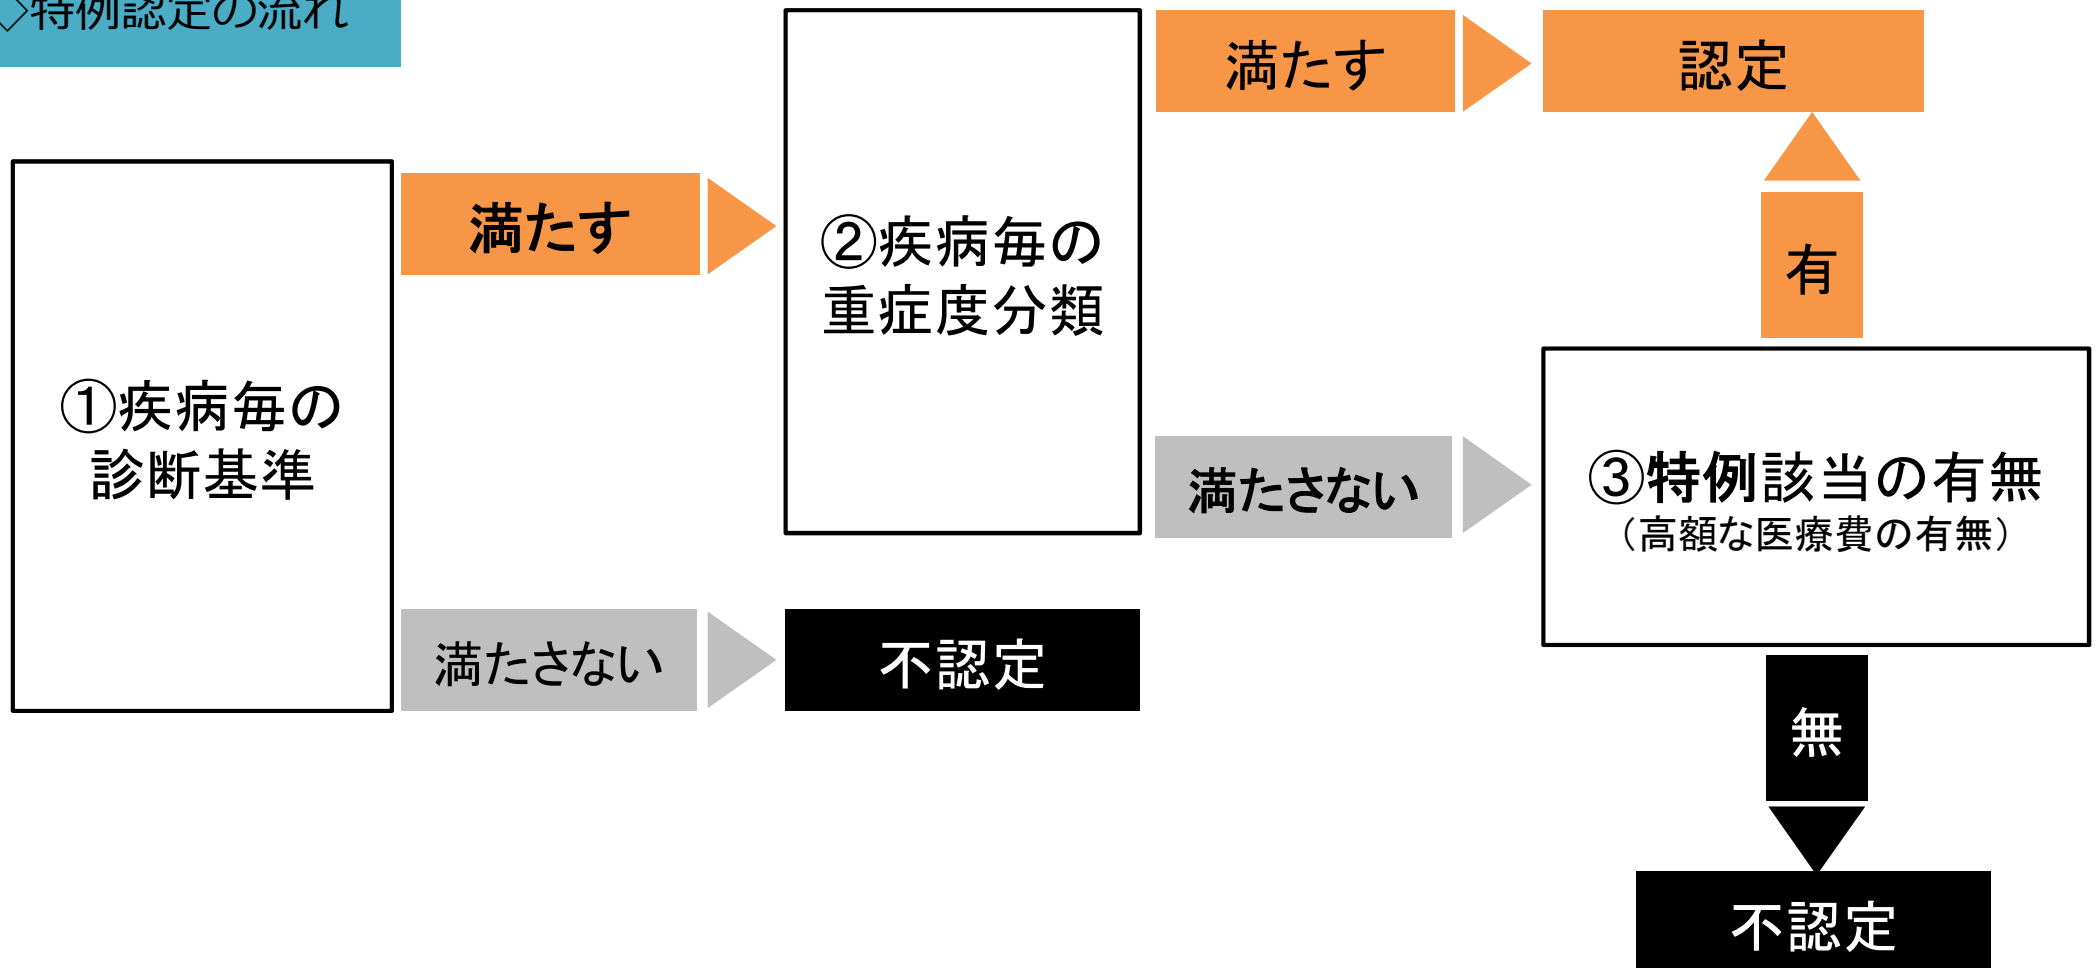 ◇特例認定の流れ
①疾病毎の
診断基準
満たす
満たさない
②疾病毎の
重症度分類
不認定
満たす
認定
満たさない
有
③特例該当の有無
（高額な医療費の有無）
無
不認定